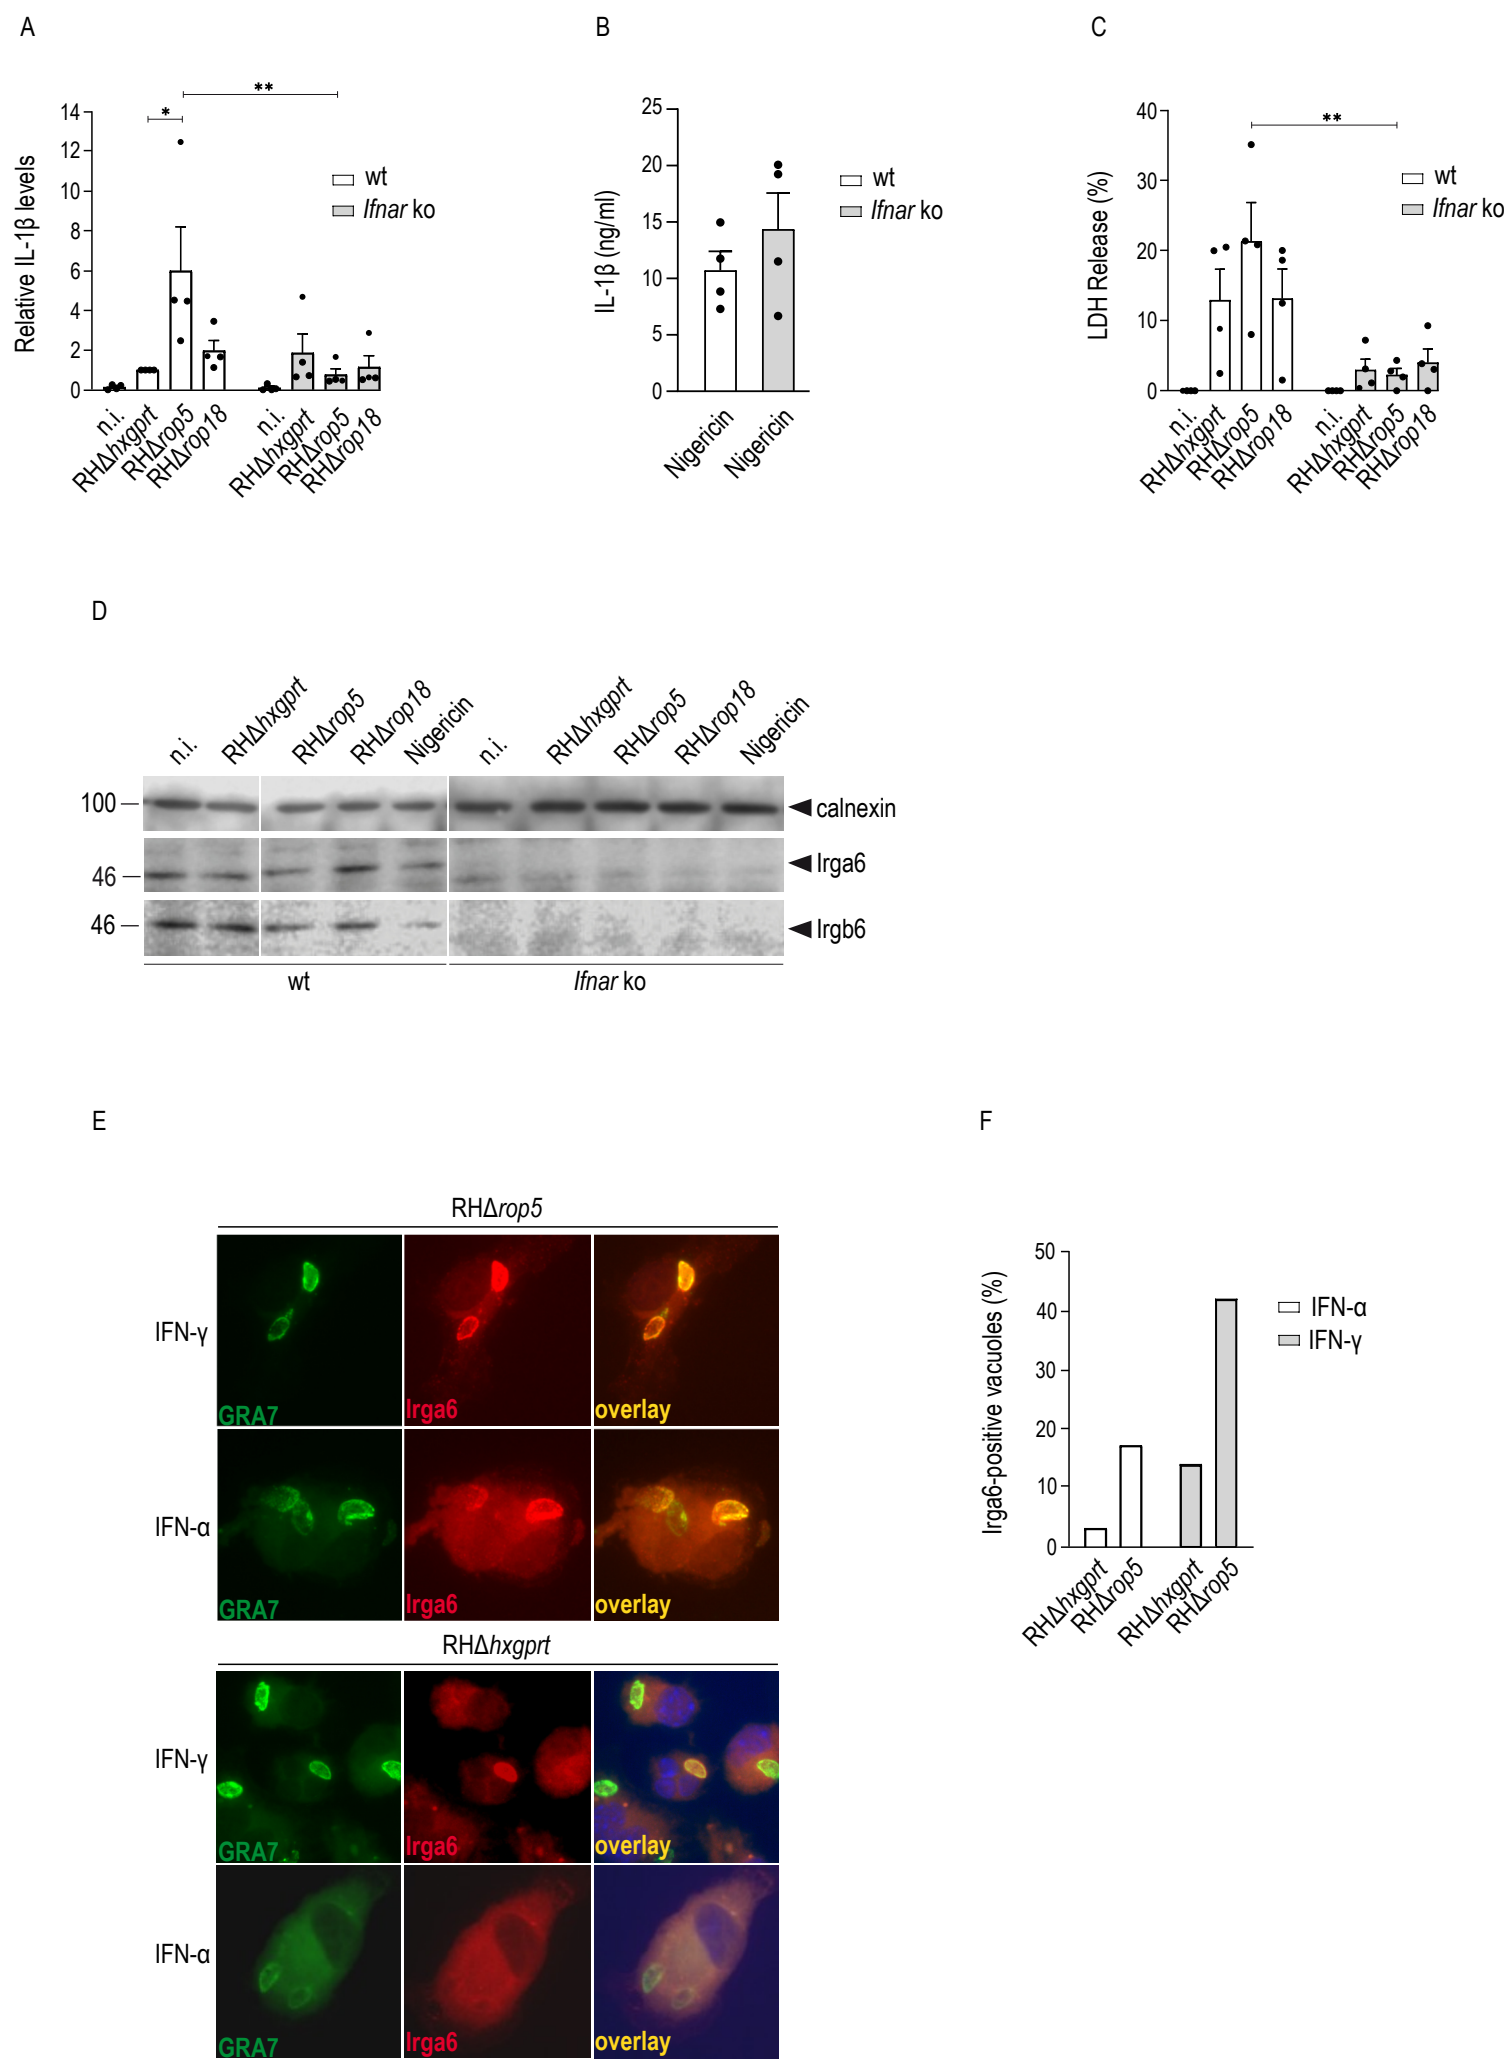 A
B
C
Relative IL-1β levels
14
12
10
8
6
4
2
0
*
**
wt
Ifnar ko
n.i.
RHΔhxgprt
RHΔrop5
RHΔrop18
n.i.
RHΔhxgprt
RHΔrop5
RHΔrop18
IL-1β (ng/ml)
25
20
15
10
5
0
wt
Ifnar ko
Nigericin
Nigericin
LDH Release (%)
40
30
20
10
0
**
wt
Ifnar ko
n.i.
RHΔhxgprt
RHΔrop5
RHΔrop18
n.i.
RHΔhxgprt
RHΔrop5
RHΔrop18
D
n.i.
RHΔhxgprt
RHΔrop5
RHΔrop18
Nigericin
n.i.
RHΔhxgprt
RHΔrop5
RHΔrop18
Nigericin
100
calnexin
46
Irga6
46
Irgb6
wt
Ifnar ko
E
RHΔrop5
IFN-γ
GRA7
Irga6
overlay
IFN-α
GRA7
Irga6
overlay
RHΔhxgprt
IFN-γ
GRA7
Irga6
overlay
IFN-α
GRA7
Irga6
overlay
F
Irga6-positive vacuoles (%)
50
40
30
20
10
0
IFN-α
IFN-γ
RHΔhxgprt
RHΔrop5
RHΔhxgprt
RHΔrop5